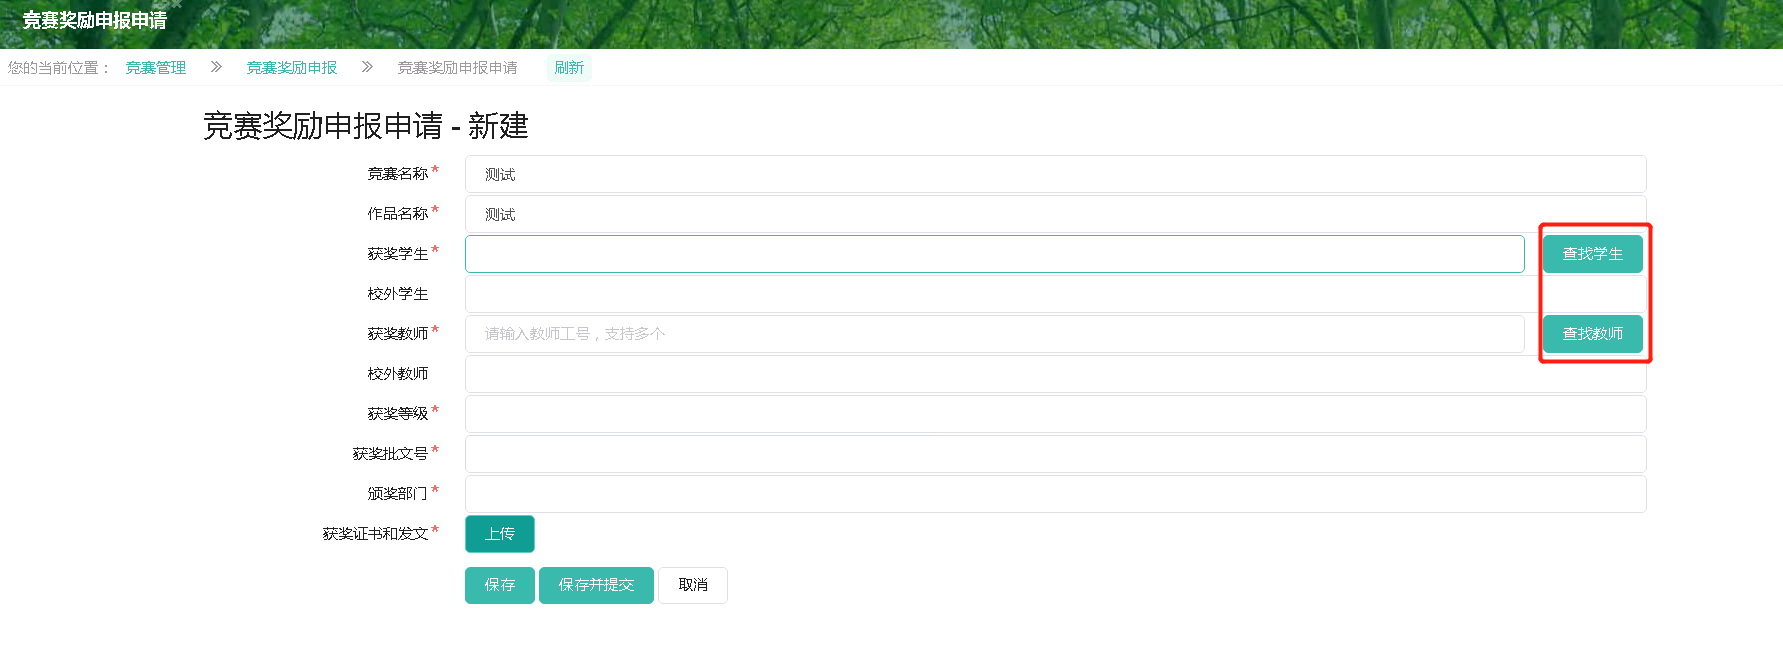 竞赛奖励申报申请
您的当前位置： 竞赛管理 >> 竞赛奖励申报 >> 竞赛奖励申报申请 刷新
竞赛奖励申报申请 - 新建
竞赛名称* 测试
作品名称* 测试
获奖学生* 查找学生
校外学生
获奖教师* 请输入教师工号，支持多个 查找教师
校外教师
获奖等级*
获奖批文号*
颁奖部门*
获奖证书和发文* 上传
保存 保存并提交 取消